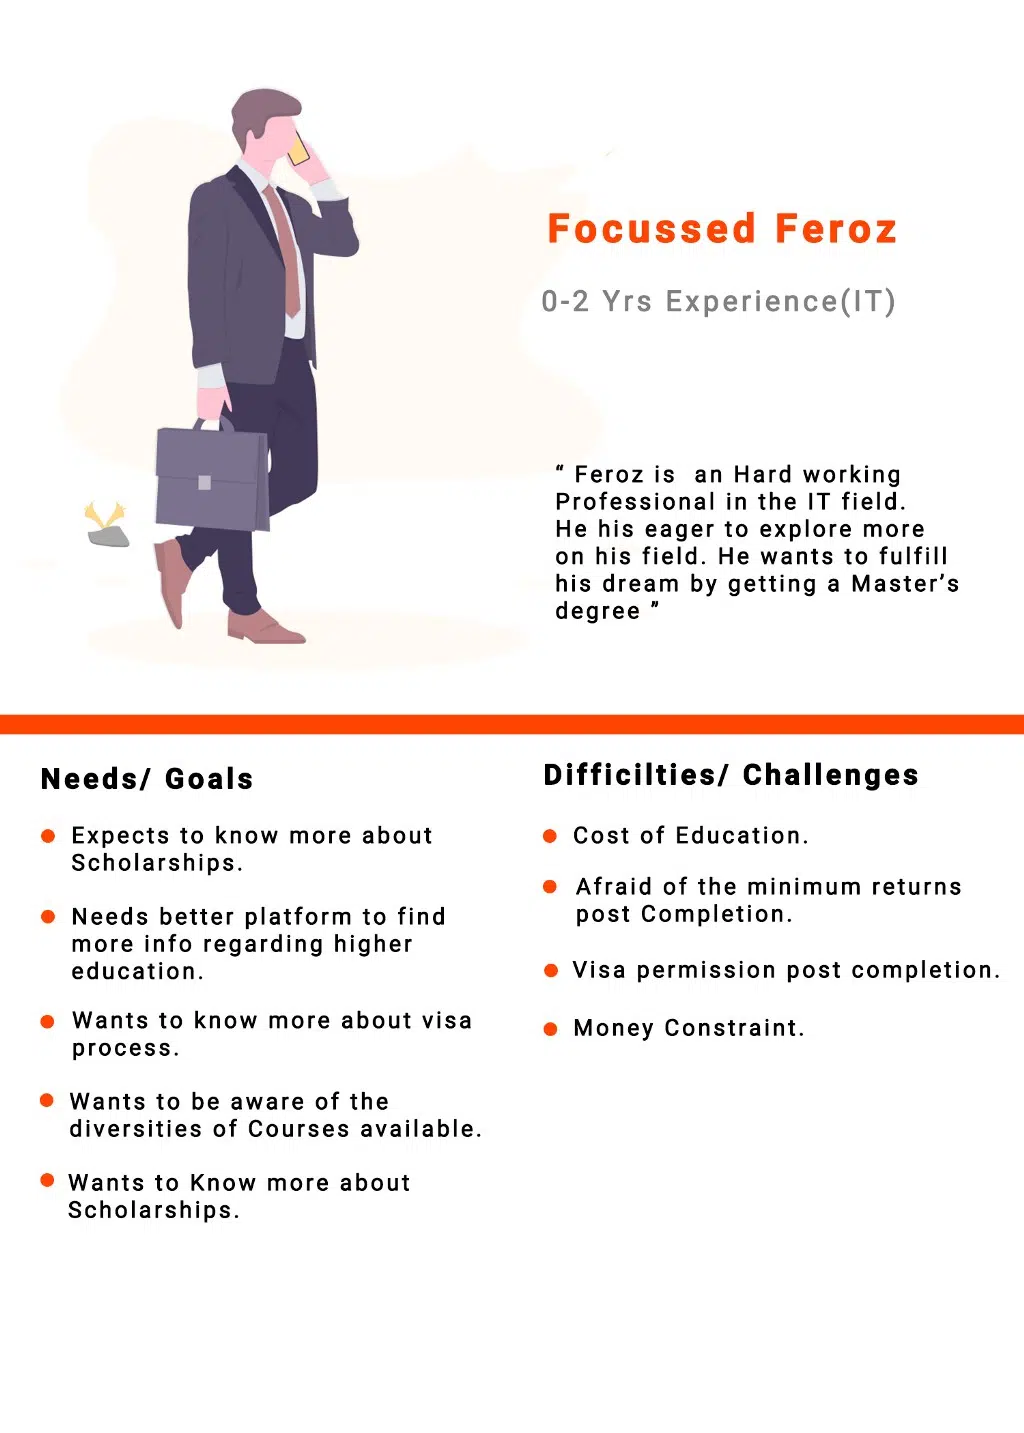 Focussed Feroz
0-2 Yrs Experience(IT)
“ Feroz is  an Hard working
Professional in the IT field.
He his eager to explore more
on his field. He wants to fulfill
his dream by getting a Master’s
degree ”
Needs/ Goals
Expects to know more about
Scholarships.
Needs better platform to find
more info regarding higher
education.
Wants to know more about visa
process.
Wants to be aware of the
diversities of Courses available.
Wants to Know more about
Scholarships.
Difficilties/ Challenges
Cost of Education.
Afraid of the minimum returns
post Completion.
Visa permission post completion.
Money Constraint.